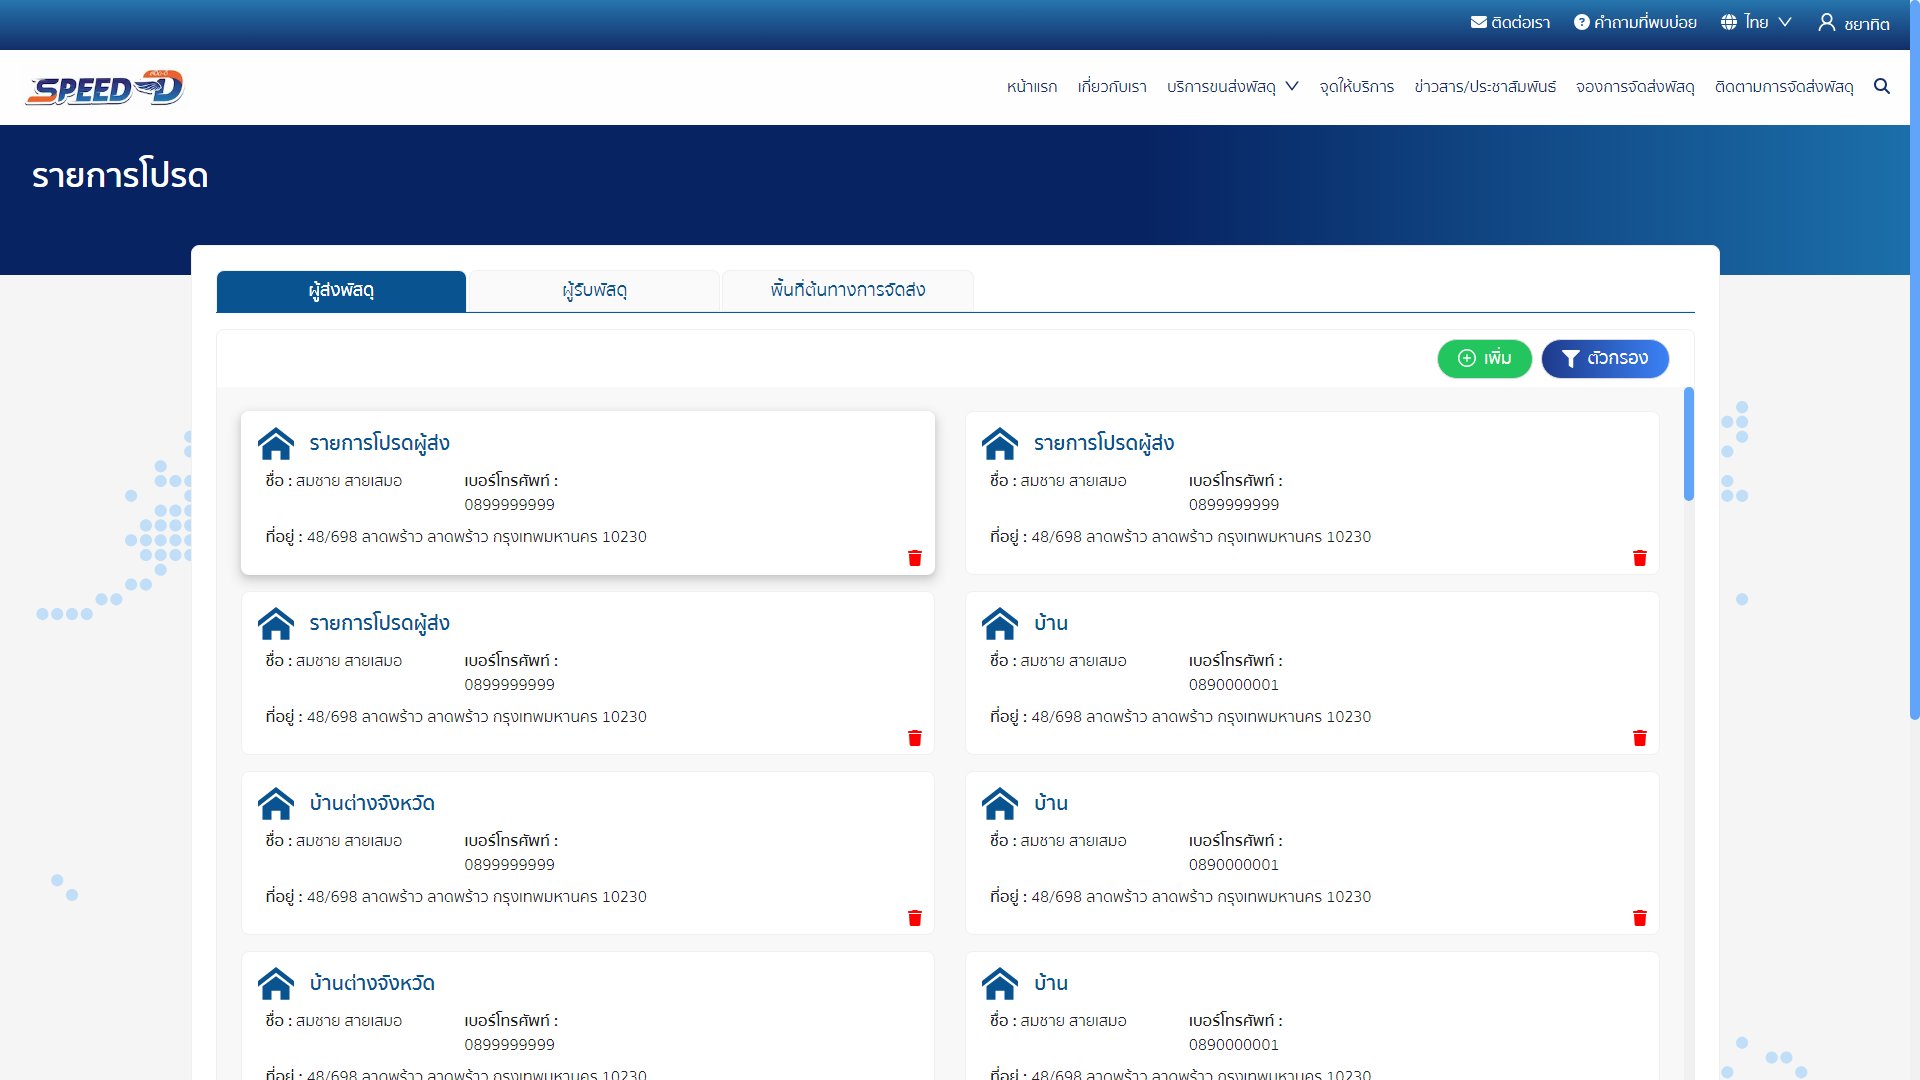 ติดต่อเรา คำถามที่พบบ่อย ไทย ชยาทิต
SPEED-D
หน้าแรก เกี่ยวกับเรา บริการขนส่งพัสดุ จุดให้บริการ ข่าวสาร/ประชาสัมพันธ์ จองการจัดส่งพัสดุ ติดตามการจัดส่งพัสดุ
รายการโปรด
ผู้ส่งพัสดุ ผู้รับพัสดุ พื้นที่ต้นทางการจัดส่ง
เพิ่ม ตัวกรอง
รายการโปรดผู้ส่ง
ชื่อ : สมชาย สายเสมอ เบอร์โทรศัพท์ :
0899999999
ที่อยู่ : 48/698 ลาดพร้าว ลาดพร้าว กรุงเทพมหานคร 10230
รายการโปรดผู้ส่ง
ชื่อ : สมชาย สายเสมอ เบอร์โทรศัพท์ :
0899999999
ที่อยู่ : 48/698 ลาดพร้าว ลาดพร้าว กรุงเทพมหานคร 10230
รายการโปรดผู้ส่ง
ชื่อ : สมชาย สายเสมอ เบอร์โทรศัพท์ :
0899999999
ที่อยู่ : 48/698 ลาดพร้าว ลาดพร้าว กรุงเทพมหานคร 10230
บ้าน
ชื่อ : สมชาย สายเสมอ เบอร์โทรศัพท์ :
0890000001
ที่อยู่ : 48/698 ลาดพร้าว ลาดพร้าว กรุงเทพมหานคร 10230
บ้านต่างจังหวัด
ชื่อ : สมชาย สายเสมอ เบอร์โทรศัพท์ :
0899999999
ที่อยู่ : 48/698 ลาดพร้าว ลาดพร้าว กรุงเทพมหานคร 10230
บ้าน
ชื่อ : สมชาย สายเสมอ เบอร์โทรศัพท์ :
0890000001
ที่อยู่ : 48/698 ลาดพร้าว ลาดพร้าว กรุงเทพมหานคร 10230
บ้านต่างจังหวัด
ชื่อ : สมชาย สายเสมอ เบอร์โทรศัพท์ :
0899999999
ที่อยู่ : 48/698 ลาดพร้าว ลาดพร้าว กรุงเทพมหานคร 10230
บ้าน
ชื่อ : สมชาย สายเสมอ เบอร์โทรศัพท์ :
0890000001
ที่อยู่ : 48/698 ลาดพร้าว ลาดพร้าว กรุงเทพมหานคร 10230